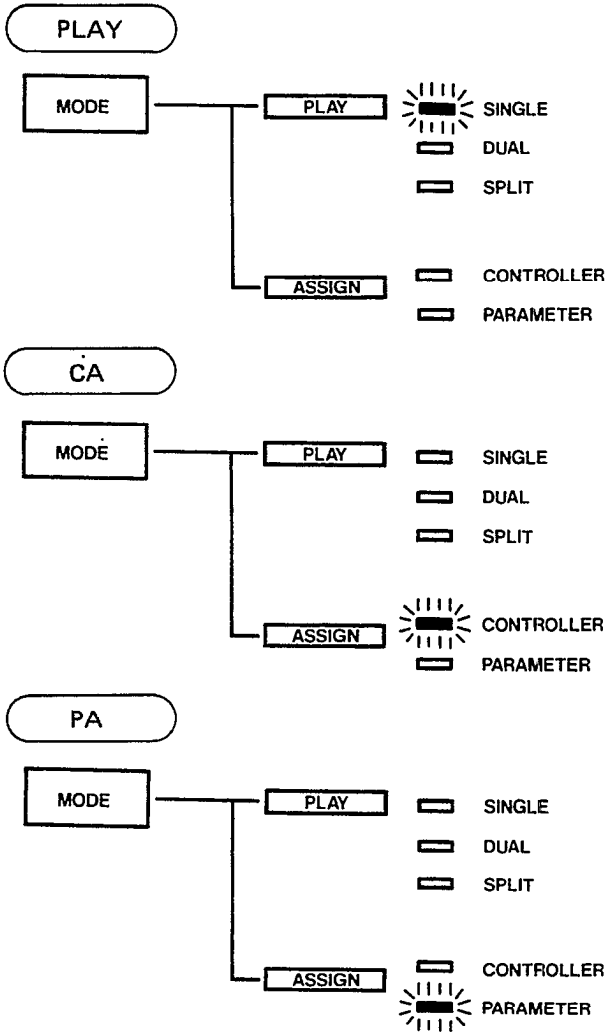 PLAY
MODE
PLAY
SINGLE
DUAL
SPLIT
ASSIGN
CONTROLLER
PARAMETER
CA
MODE
PLAY
SINGLE
DUAL
SPLIT
ASSIGN
CONTROLLER
PARAMETER
PA
MODE
PLAY
SINGLE
DUAL
SPLIT
ASSIGN
CONTROLLER
PARAMETER